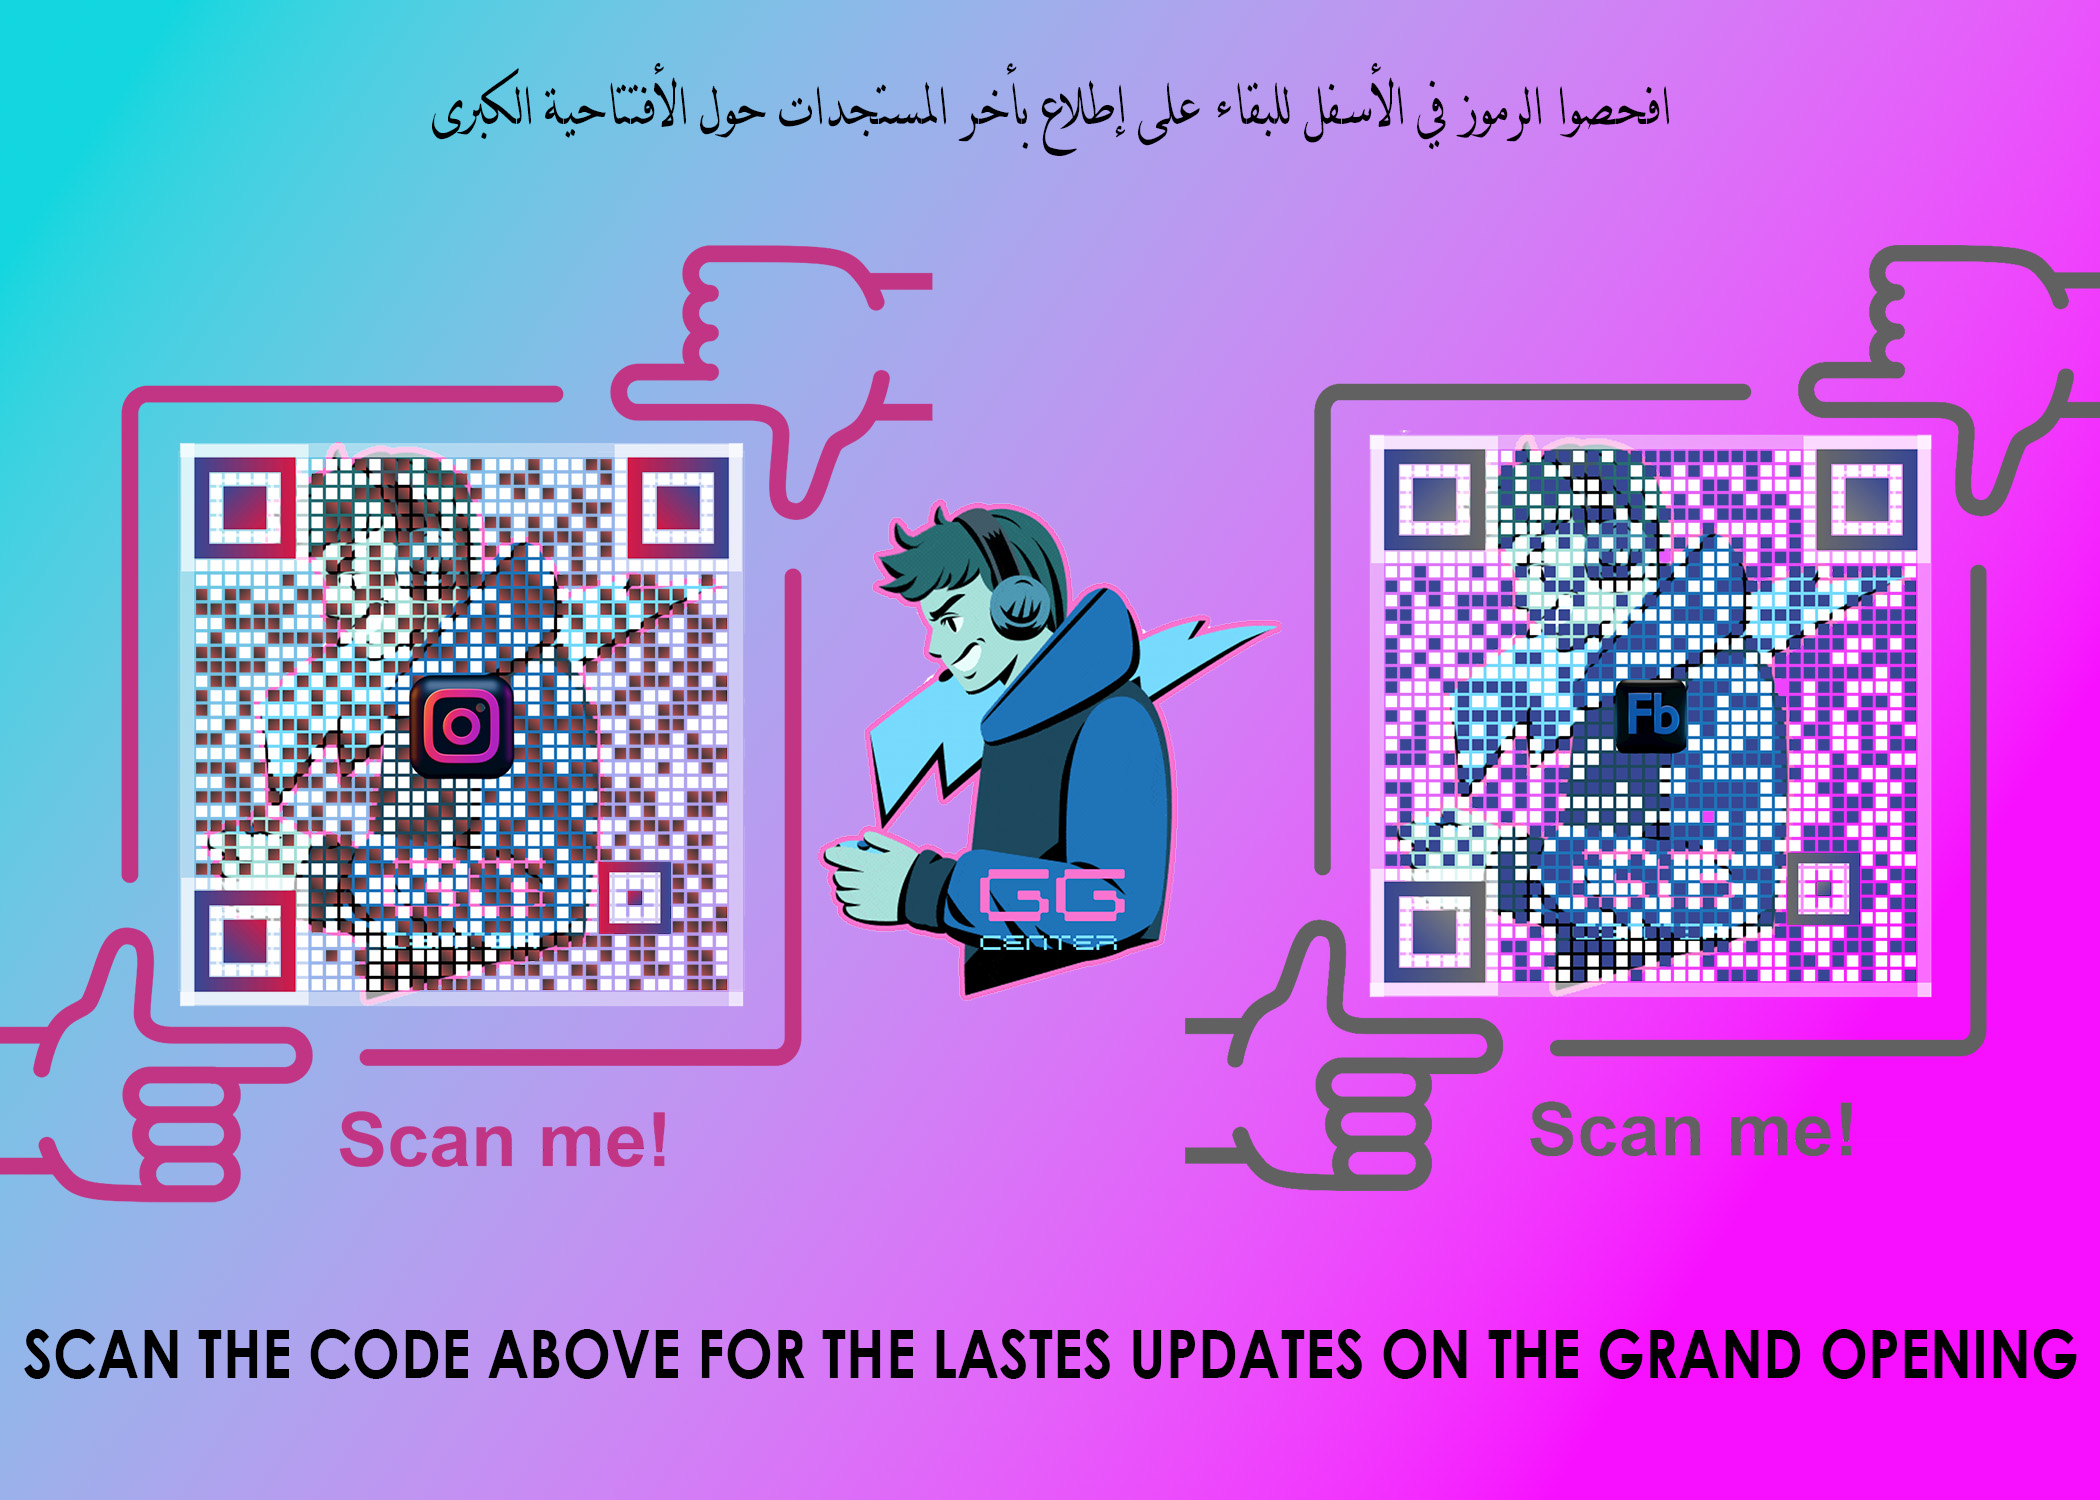 افحصوا الرموز في الأسفل للبقاء على إطلاع بأخر المستجدات حول الأفتتاحية الكبرى
Fb
GG
CENTER
Scan me!
Scan me!
SCAN THE CODE ABOVE FOR THE LASTES UPDATES ON THE GRAND OPENING